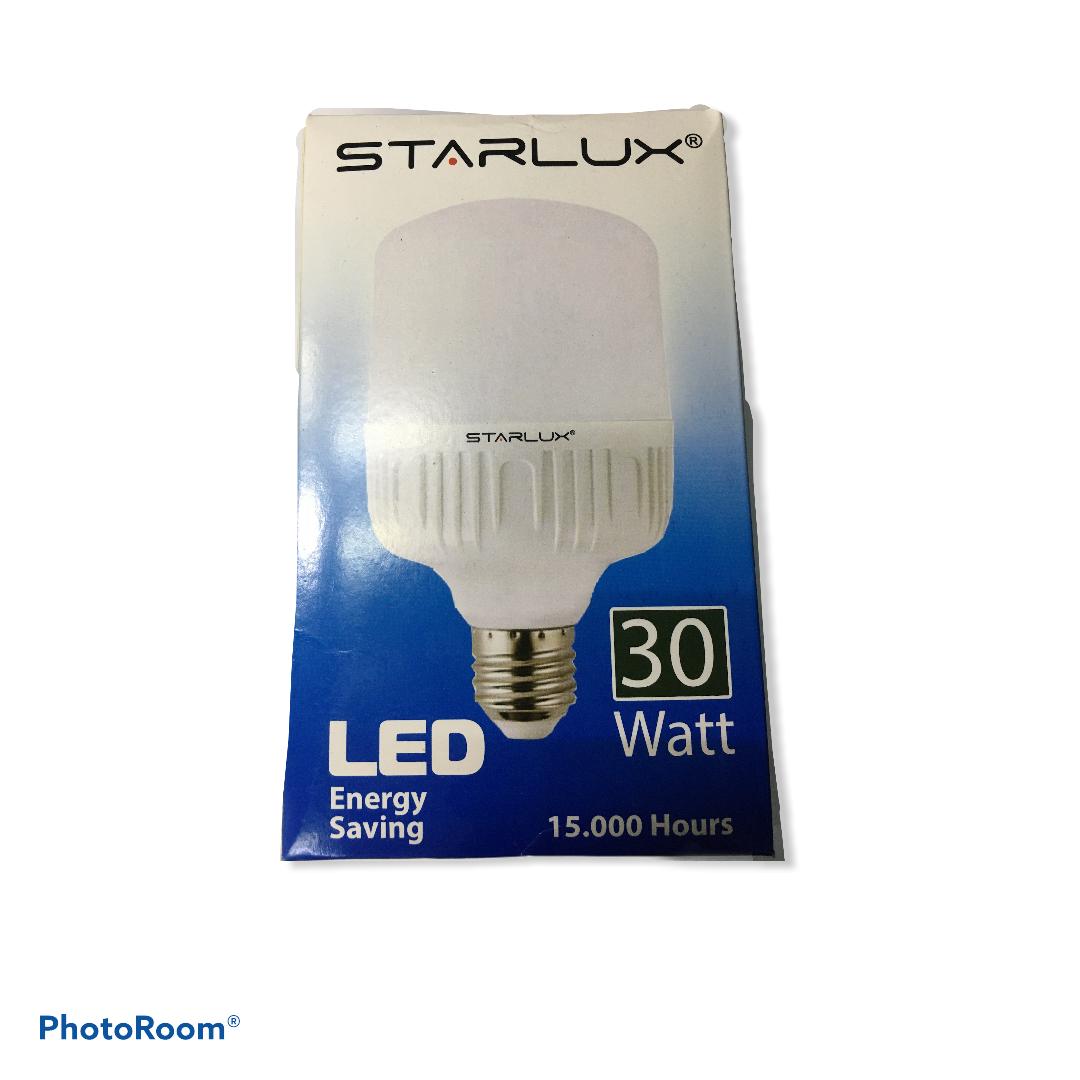 STARLUX®
STARLUX®
30
Watt
LED
Energy
Saving
15.000 Hours
PhotoRoom®